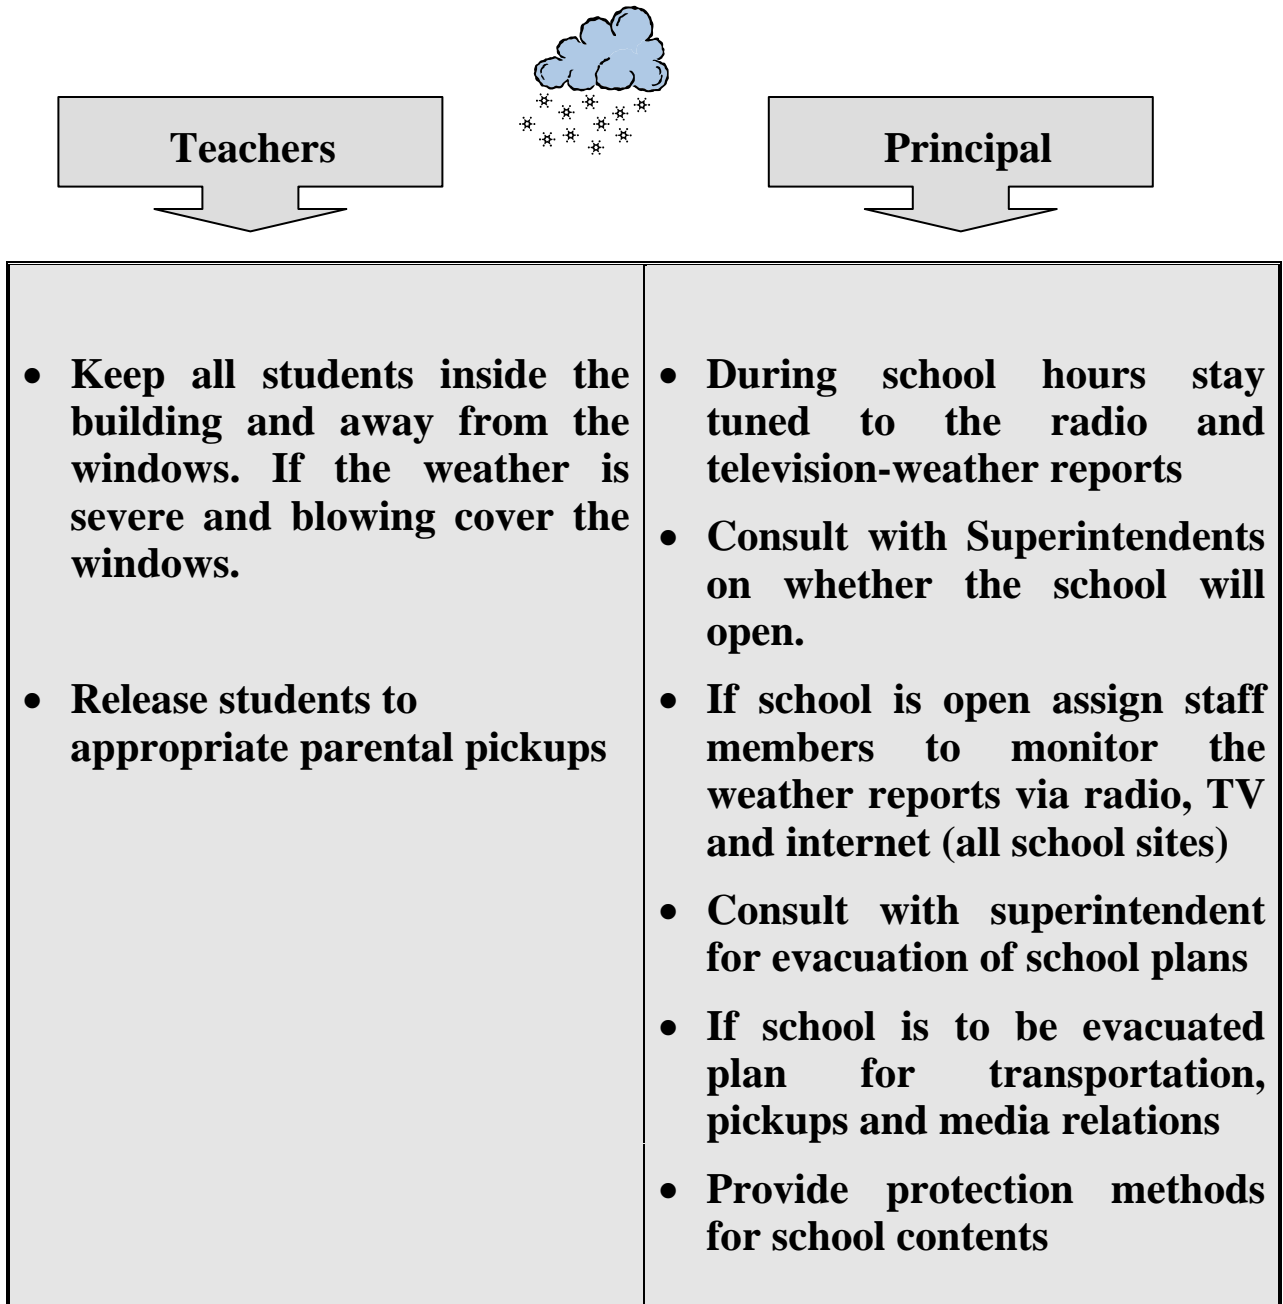 Teachers
Principal
• Keep all students inside the
building and away from the
windows. If the weather is
severe and blowing cover the
windows.
• Release students to
appropriate parental pickups
• During school hours stay
tuned to the radio and
television-weather reports
• Consult with Superintendents
on whether the school will
open.
• If school is open assign staff
members to monitor the
weather reports via radio, TV
and internet (all school sites)
• Consult with superintendent
for evacuation of school plans
• If school is to be evacuated
plan for transportation,
pickups and media relations
• Provide protection methods
for school contents